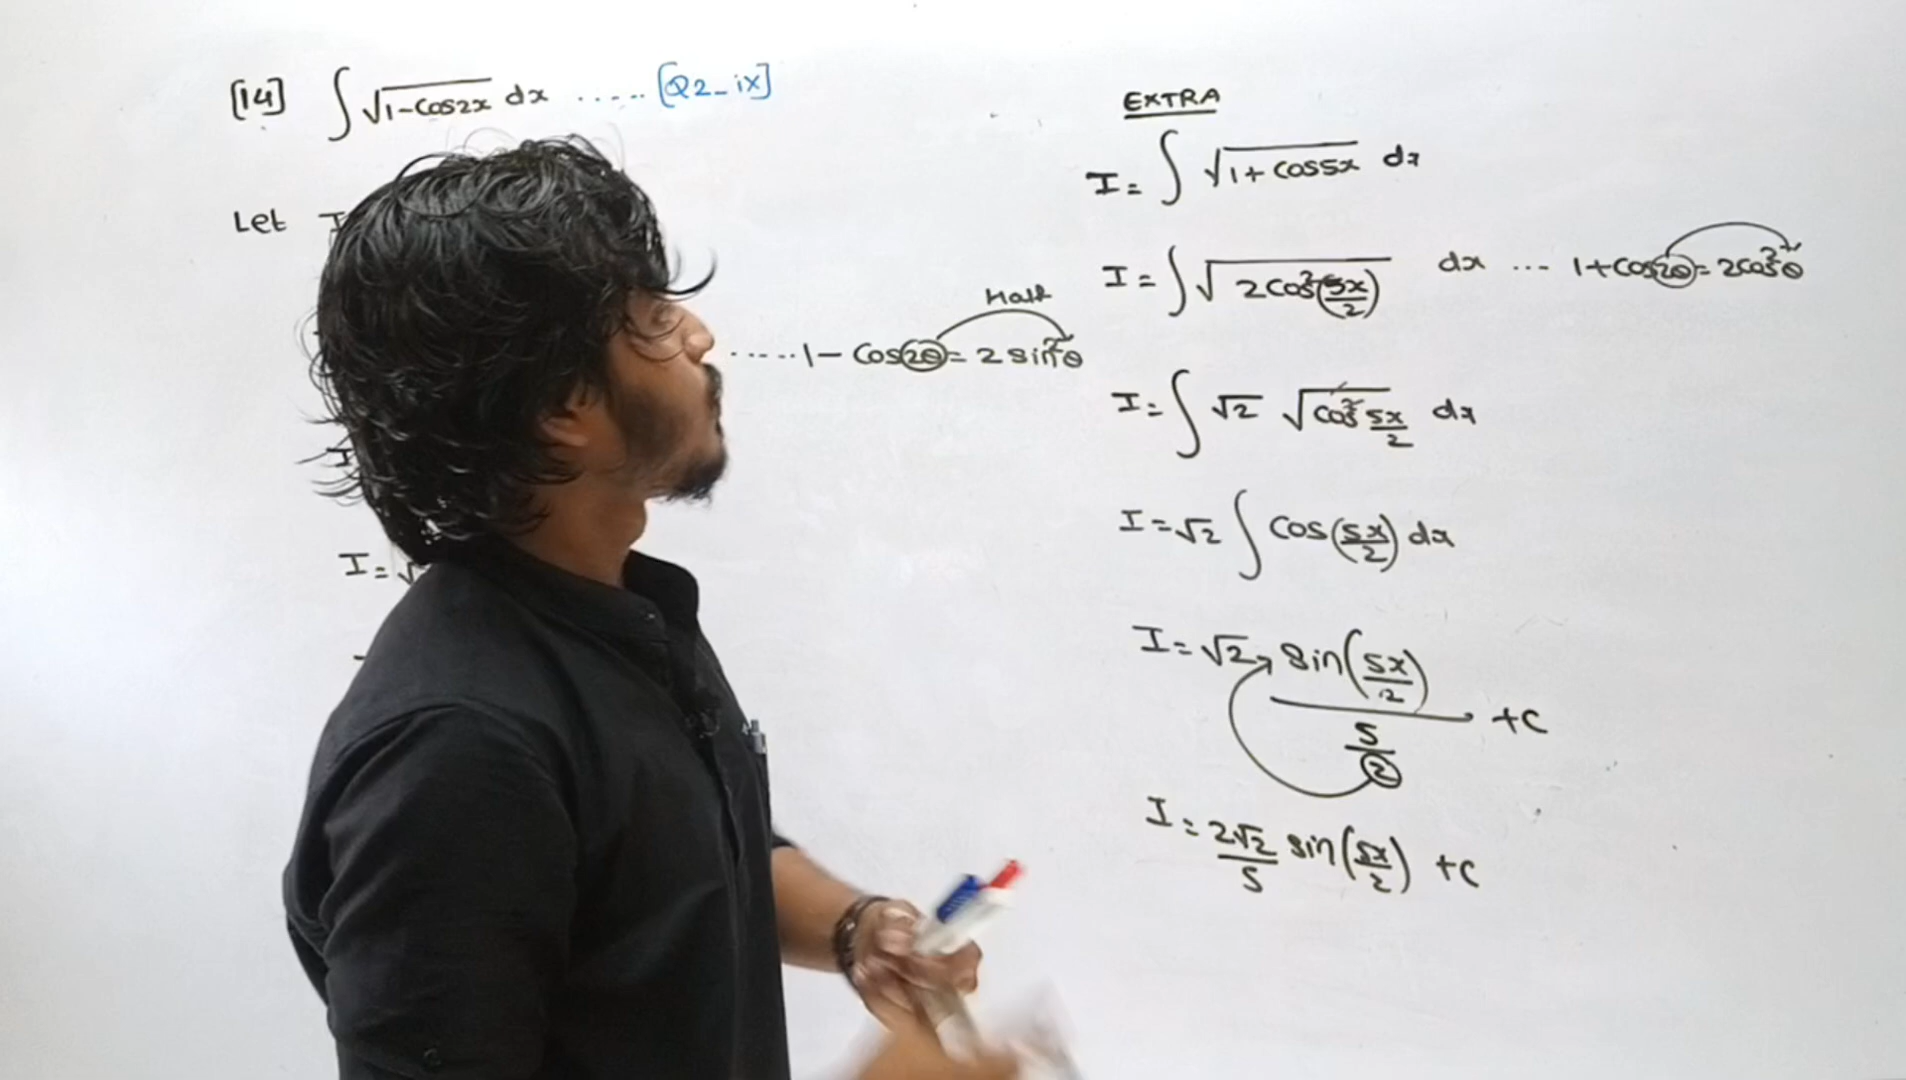 [14] ∫ √1-cos2x dx ..... [Q2_ix]
Let I
Half
.....1 - cos2θ = 2 sin²θ
I
I = √
EXTRA
I = ∫ √1+cos5x dx
I = ∫ √2cos²(5x/2) dx ... 1+cos2θ = 2cos²θ
I = ∫ √2 √cos² 5x/2 dx
I = √2 ∫ cos(5x/2) dx
I = √2 sin(5x/2) / 5/2 + c
I = 2√2/5 sin(5x/2) + c